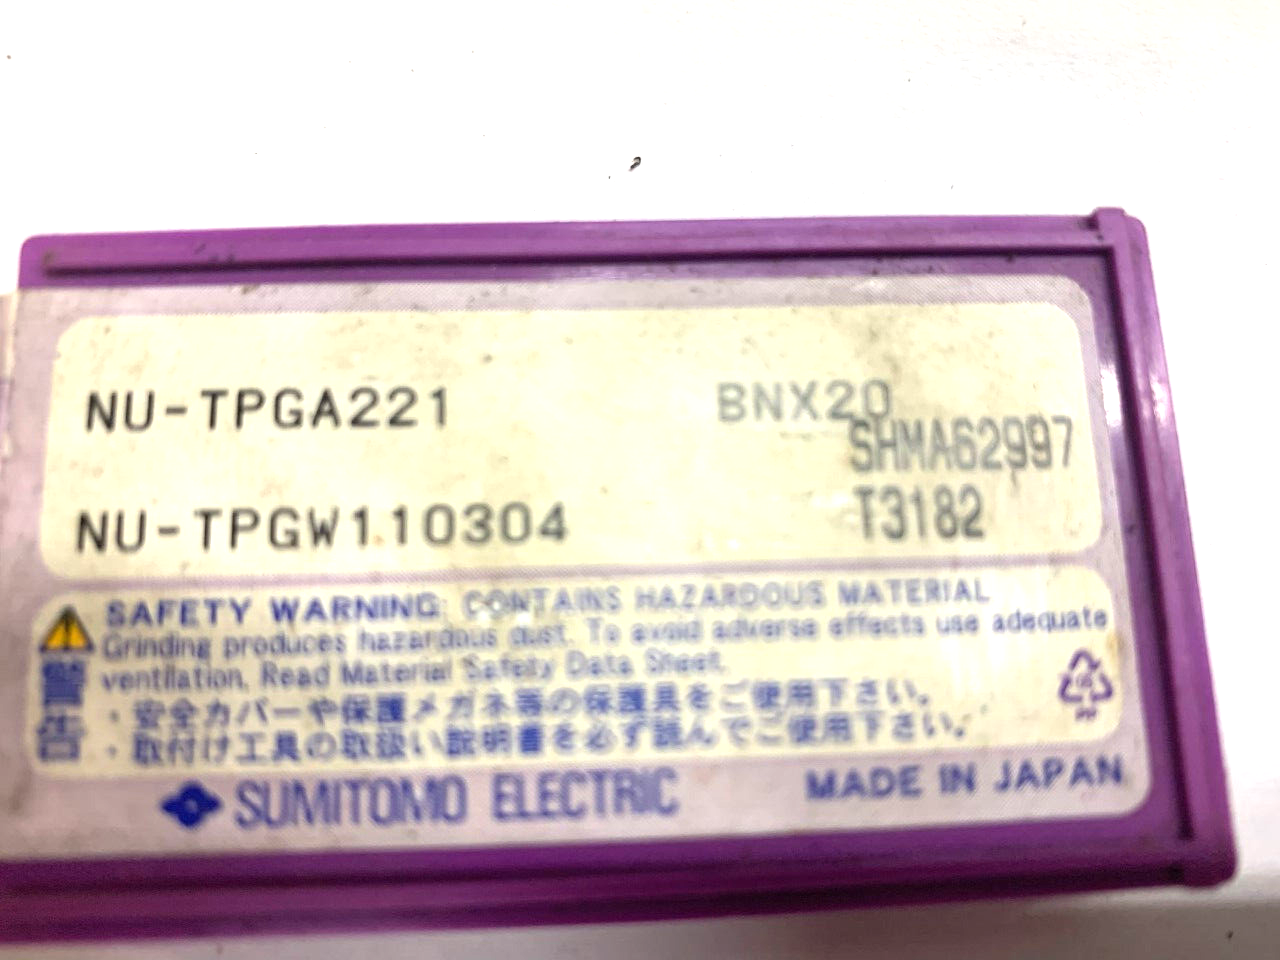 NU-TPGA221 BNX20
SHMA62997
NU-TPGW110304 T3182
SAFETY WARNING: CONTAINS HAZARDOUS MATERIAL
Grinding produces hazardous dust. To avoid adverse effects use adequate
ventilation. Read Material Safety Data Sheet.
警告
・安全カバーや保護メガネ等の保護具をご使用下さい。
・取付け工具の取扱い説明書を必ず読んでご使用下さい。
PP
SUMITOMO ELECTRIC MADE IN JAPAN